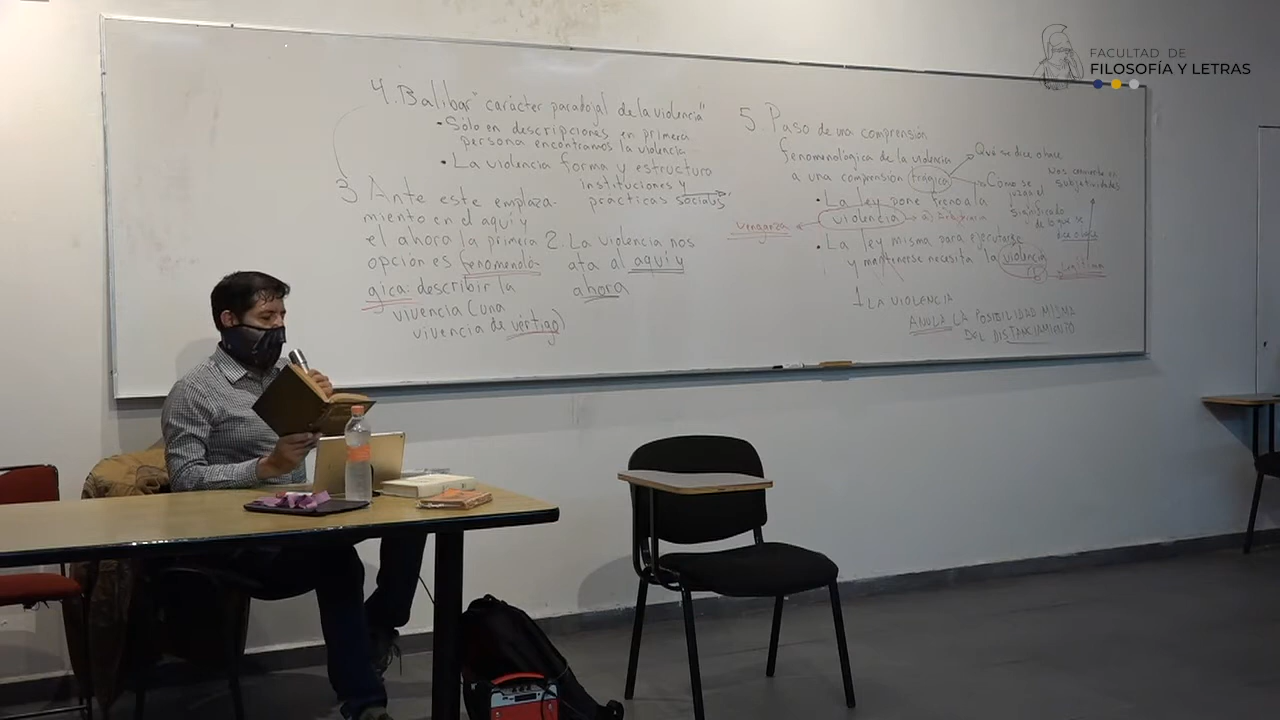 FACULTAD DE
FILOSOFÍA Y LETRAS
4. Balibar "carácter paradojal de la violencia"
• Sólo en descripciones en primera
persona encontramos la violencia
• La violencia forma y estructura
instituciones y
prácticas sociales
3 Ante este emplaza-
miento en el aquí y
el ahora la primera
opción es fenomenoló-
gica: describir la
vivencia (una
vivencia de vértigo)
2. La violencia nos
ata al aquí y
ahora
5. Paso de una comprensión
fenomenológica de la violencia
a una comprensión trágica
Qué se dice o hace
Cómo se
juzga el
significado
de lo que se
dice o hace
Nos convierte en
subjetividades
• La ley pone freno a la
violencia
venganza
• La ley misma para ejecutarse
y mantenerse necesita la violencia
legítima
1 LA VIOLENCIA
ANULA LA POSIBILIDAD MISMA
DEL DISTANCIAMIENTO